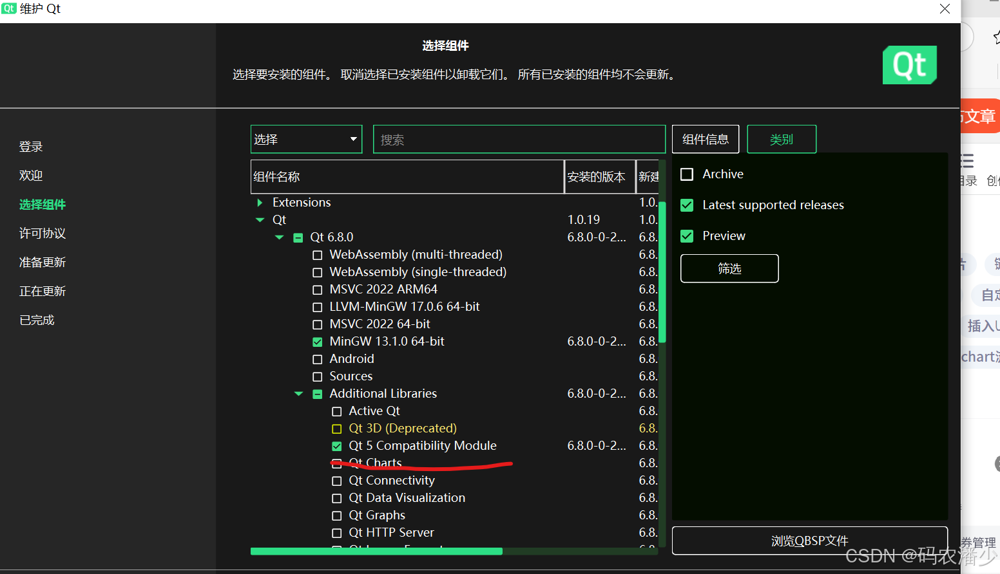 Qt 维护 Qt
选择组件
选择要安装的组件。 取消选择已安装组件以卸载它们。 所有已安装的组件均不会更新。
Qt
文章
登录
欢迎
选择组件
许可协议
准备更新
正在更新
已完成
选择
搜索
组件信息
类别
组件名称
安装的版本
新建
Extensions 1.0.
Qt 1.0.19 1.0.
Qt 6.8.0 6.8.0-0-2... 6.8.
WebAssembly (multi-threaded) 6.8.
WebAssembly (single-threaded) 6.8.
MSVC 2022 ARM64 6.8.
LLVM-MinGW 17.0.6 64-bit 6.8.
MSVC 2022 64-bit 6.8.
MinGW 13.1.0 64-bit 6.8.0-0-2... 6.8.
Android 6.8.
Sources 6.8.
Additional Libraries 6.8.0-0-2... 6.8.
Active Qt 6.8.
Qt 3D (Deprecated) 6.8.
Qt 5 Compatibility Module 6.8.0-0-2... 6.8.
Qt Charts 6.8.
Qt Connectivity 6.8.
Qt Data Visualization 6.8.
Qt Graphs 6.8.
Qt HTTP Server 6.8.
Archive
Latest supported releases
Preview
筛选
浏览QBSP文件
目录
创
片
自定
插入U
chart
券管理
CSDN @码农潘少